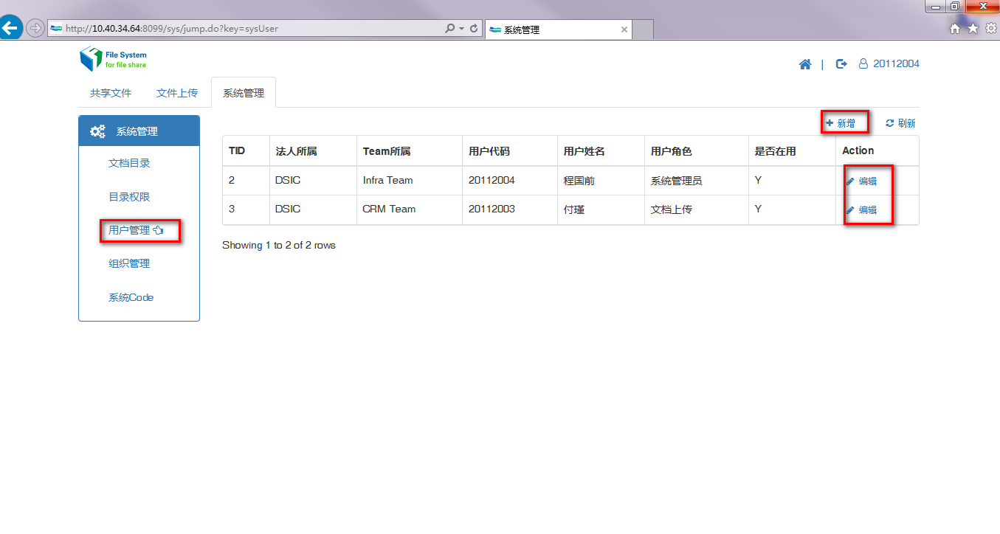 http://10.40.34.64:8099/sys/jump.do?key=sysUser
系统管理
File System
for file share
| 20112004
共享文件 文件上传 系统管理
新增 刷新
系统管理
文档目录
目录权限
用户管理
组织管理
系统Code
TID 法人所属 Team所属 用户代码 用户姓名 用户角色 是否在用 Action
2 DSIC Infra Team 20112004 程国前 系统管理员 Y 编辑
3 DSIC CRM Team 20112003 付瑾 文档上传 Y 编辑
Showing 1 to 2 of 2 rows